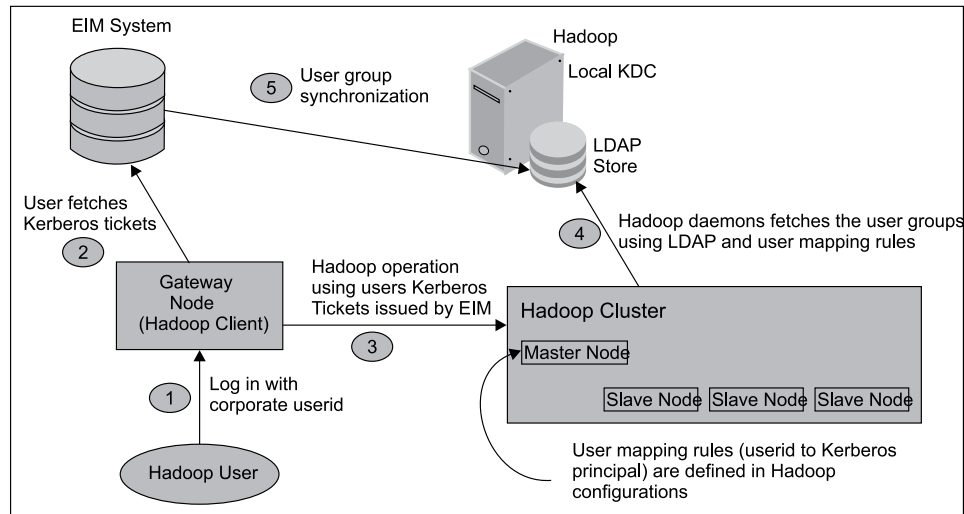 EIM System
Hadoop
Local KDC
5
User group
synchronization
LDAP
Store
User fetches
Kerberos tickets
2
4
Hadoop daemons fetches the user groups
using LDAP and user mapping rules
Gateway
Node
(Hadoop Client)
Hadoop operation
using users Kerberos
Tickets issued by EIM
3
Hadoop Cluster
Master Node
Slave Node
Slave Node
Slave Node
1
Log in with
corporate userid
Hadoop User
User mapping rules (userid to Kerberos
principal) are defined in Hadoop
configurations